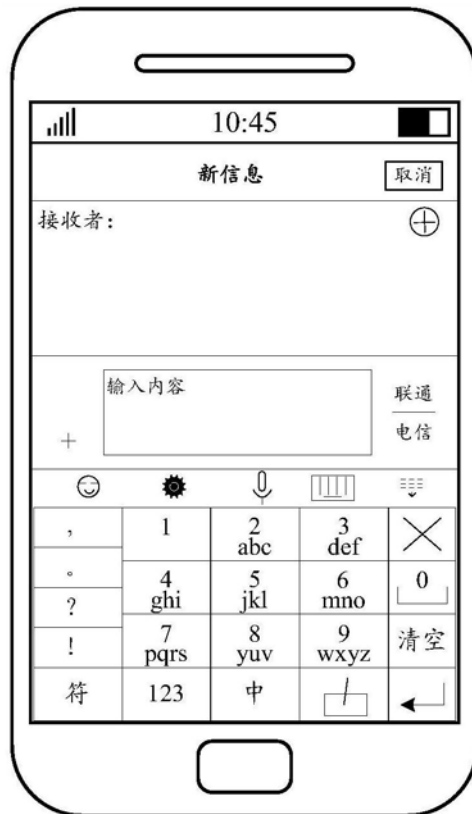 10:45
新信息 取消
接收者:
输入内容
联通
电信
, 1 2 3
abc def
。 4 5 6 0
? ghi jkl mno
! 7 8 9 清空
pqrs yuv wxyz
符 123 中